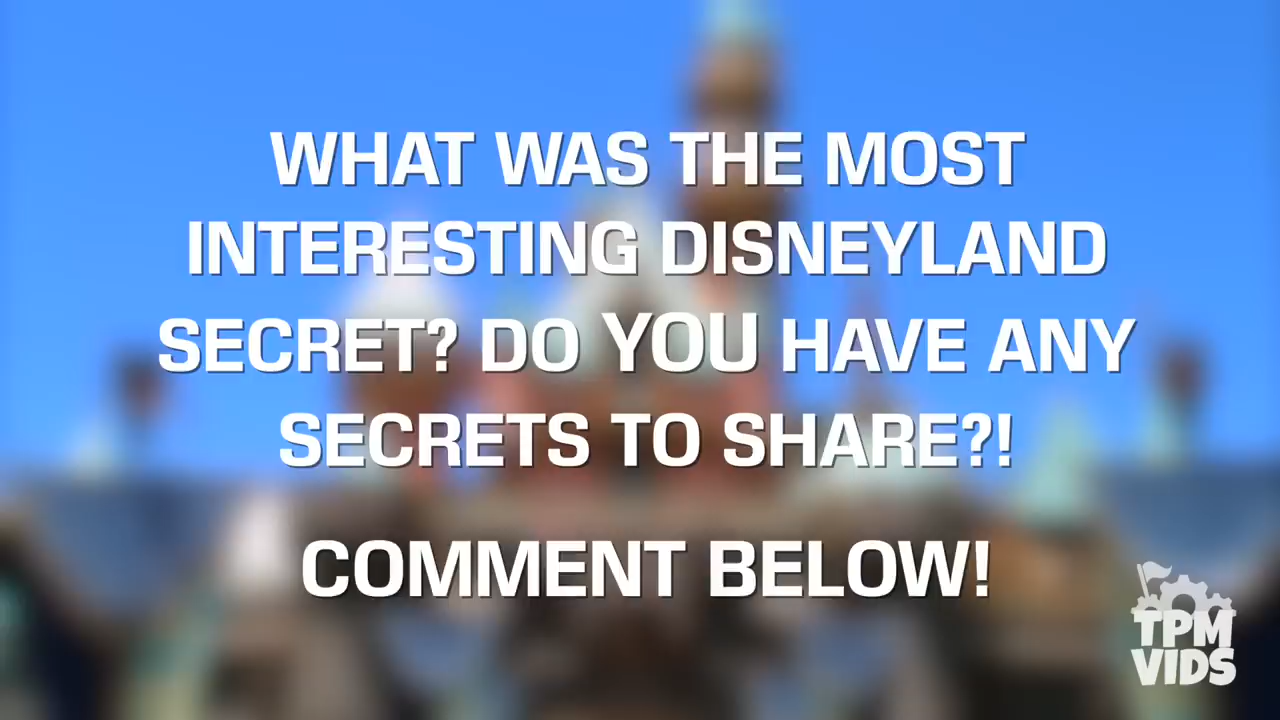 WHAT WAS THE MOST
INTERESTING DISNEYLAND
SECRET? DO YOU HAVE ANY
SECRETS TO SHARE?!
COMMENT BELOW!
TPM
VIDS